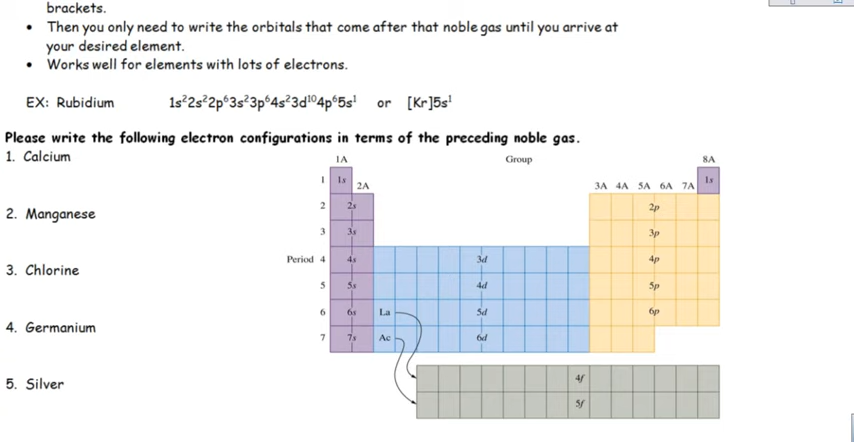 brackets.
• Then you only need to write the orbitals that come after that noble gas until you arrive at
your desired element.
• Works well for elements with lots of electrons.
EX: Rubidium 1s²2s²2p⁶3s²3p⁶4s²3d¹⁰4p⁶5s¹ or [Kr]5s¹
Please write the following electron configurations in terms of the preceding noble gas.
1. Calcium
2. Manganese
3. Chlorine
4. Germanium
5. Silver
1A Group 8A
1 1s 2A 3A 4A 5A 6A 7A 1s
2 2s 2p
3 3s 3p
Period 4 4s 3d 4p
5 5s 4d 5p
6 6s La 5d 6p
7 7s Ac 6d
4f
5f